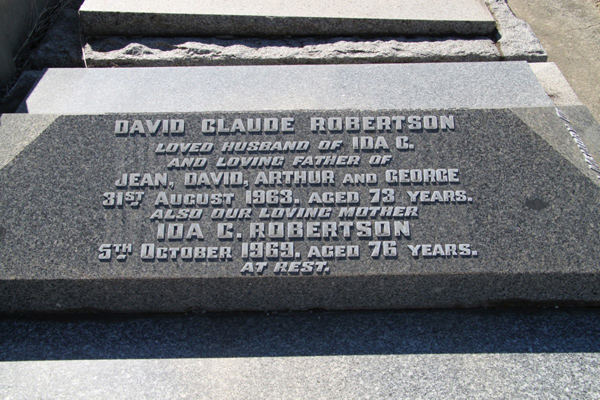 DAVID CLAUDE ROBERTSON
LOVED HUSBAND OF IDA C.
AND LOVING FATHER OF
JEAN, DAVID, ARTHUR AND GEORGE
31ST AUGUST 1963. AGED 73 YEARS.
ALSO OUR LOVING MOTHER
IDA C. ROBERTSON
5TH OCTOBER 1969. AGED 76 YEARS.
AT REST.